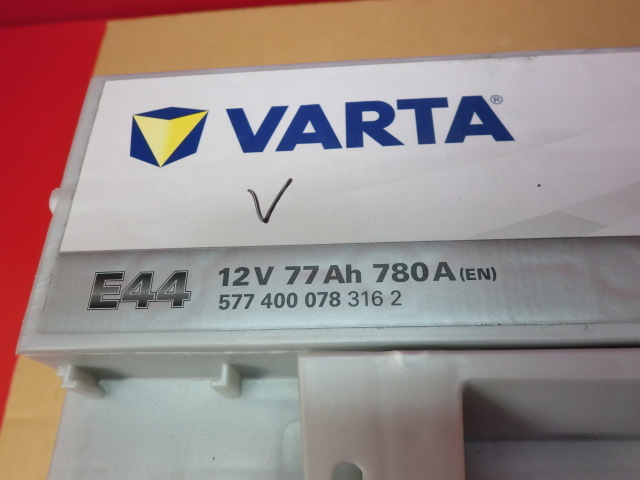 VARTA®
V
E44
12V 77Ah 780A (EN)
577 400 078 316 2